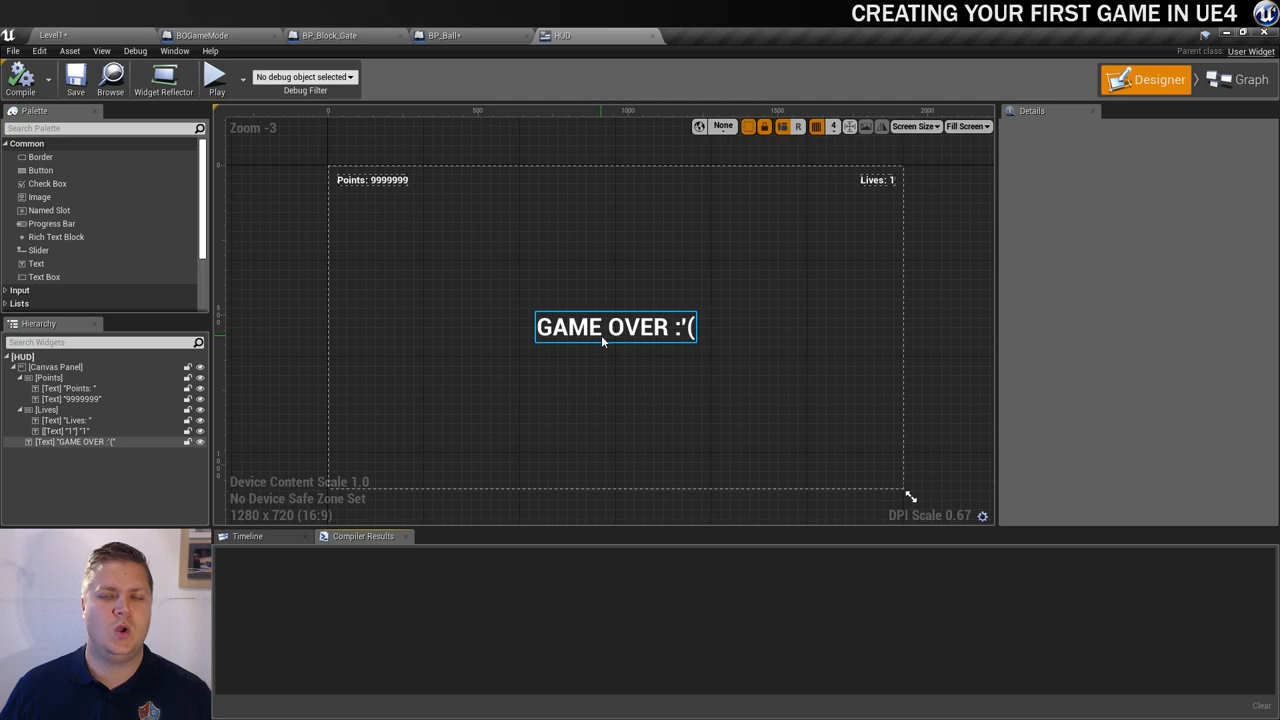 CREATING YOUR FIRST GAME IN UE4
Level1*
BOGameMode
BP_Block_Gate
BP_Ball*
HUD
File Edit Asset View Debug Window Help
Parent class: User Widget
Compile
Save
Browse
Widget Reflector
Play
No debug object selected
Debug Filter
Designer
Graph
Palette
Search Palette
Common
Border
Button
Check Box
Image
Named Slot
Progress Bar
Rich Text Block
Slider
Text
Text Box
Input
Lists
Hierarchy
Search Widgets
[HUD]
[Canvas Panel]
[Points]
[Text] "Points: "
[Text] "9999999"
[Lives]
[Text] "Lives: "
[[Text] "1"] "1"
[Text] "GAME OVER :'("
0 500 1000 1500 2000
Zoom -3
None
R
4
Screen Size
Fill Screen
0
500
1000
Points: 9999999
Lives: 1
GAME OVER :'(
Device Content Scale 1.0
No Device Safe Zone Set
1280 x 720 (16:9)
DPI Scale 0.67
Details
Timeline
Compiler Results
Clear